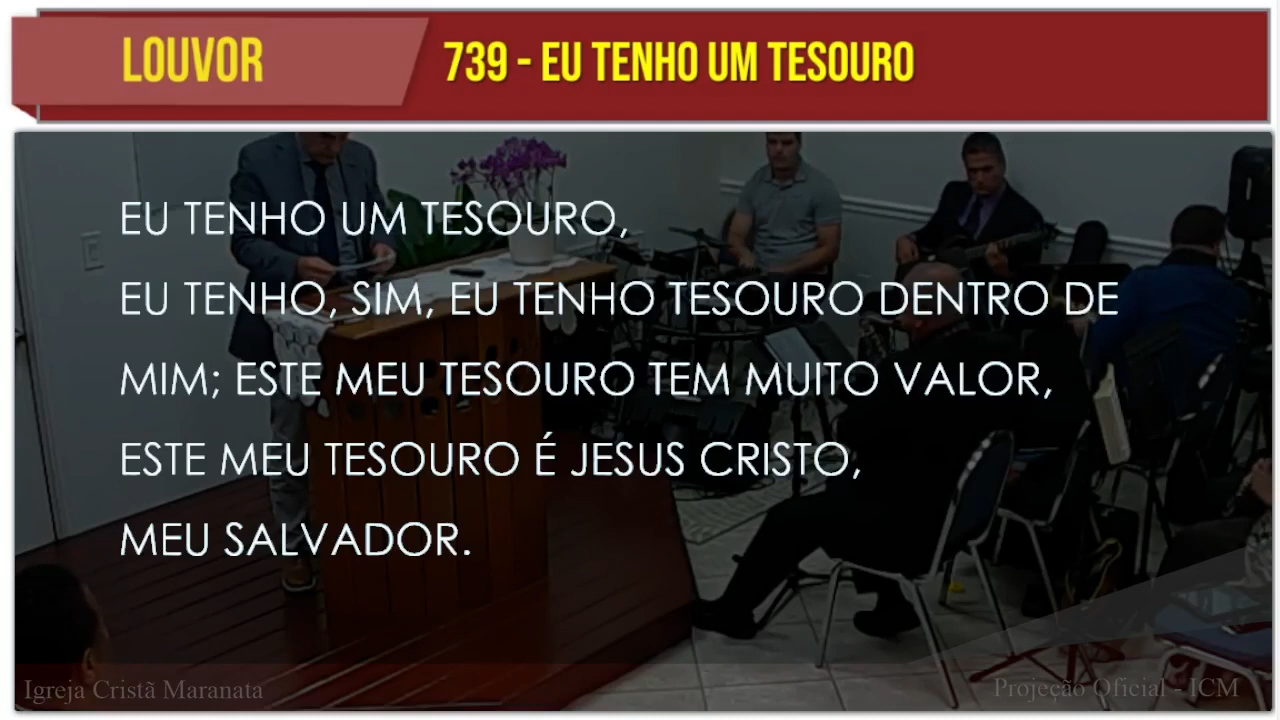 LOUVOR
739 - EU TENHO UM TESOURO
EU TENHO UM TESOURO,
EU TENHO, SIM, EU TENHO TESOURO DENTRO DE
MIM; ESTE MEU TESOURO TEM MUITO VALOR,
ESTE MEU TESOURO É JESUS CRISTO,
MEU SALVADOR.
Igreja Cristã Maranata
Projeção Oficial - ICM